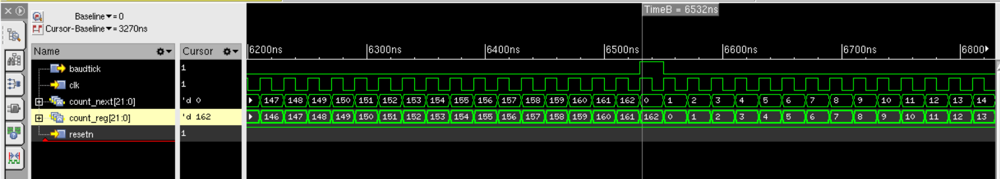 Baseline▼= 0
TimeB = 6532ns
Cursor-Baseline▼= 3270ns
Name Cursor 6200ns 6300ns 6400ns 6500ns 6600ns 6700ns 6800
baudtick 1
clk 1
count_next[21:0] 'd 0 147 148 149 150 151 152 153 154 155 156 157 158 159 160 161 162 0 1 2 3 4 5 6 7 8 9 10 11 12 13 14
count_reg[21:0] 'd 162 146 147 148 149 150 151 152 153 154 155 156 157 158 159 160 161 162 0 1 2 3 4 5 6 7 8 9 10 11 12 13
resetn 1